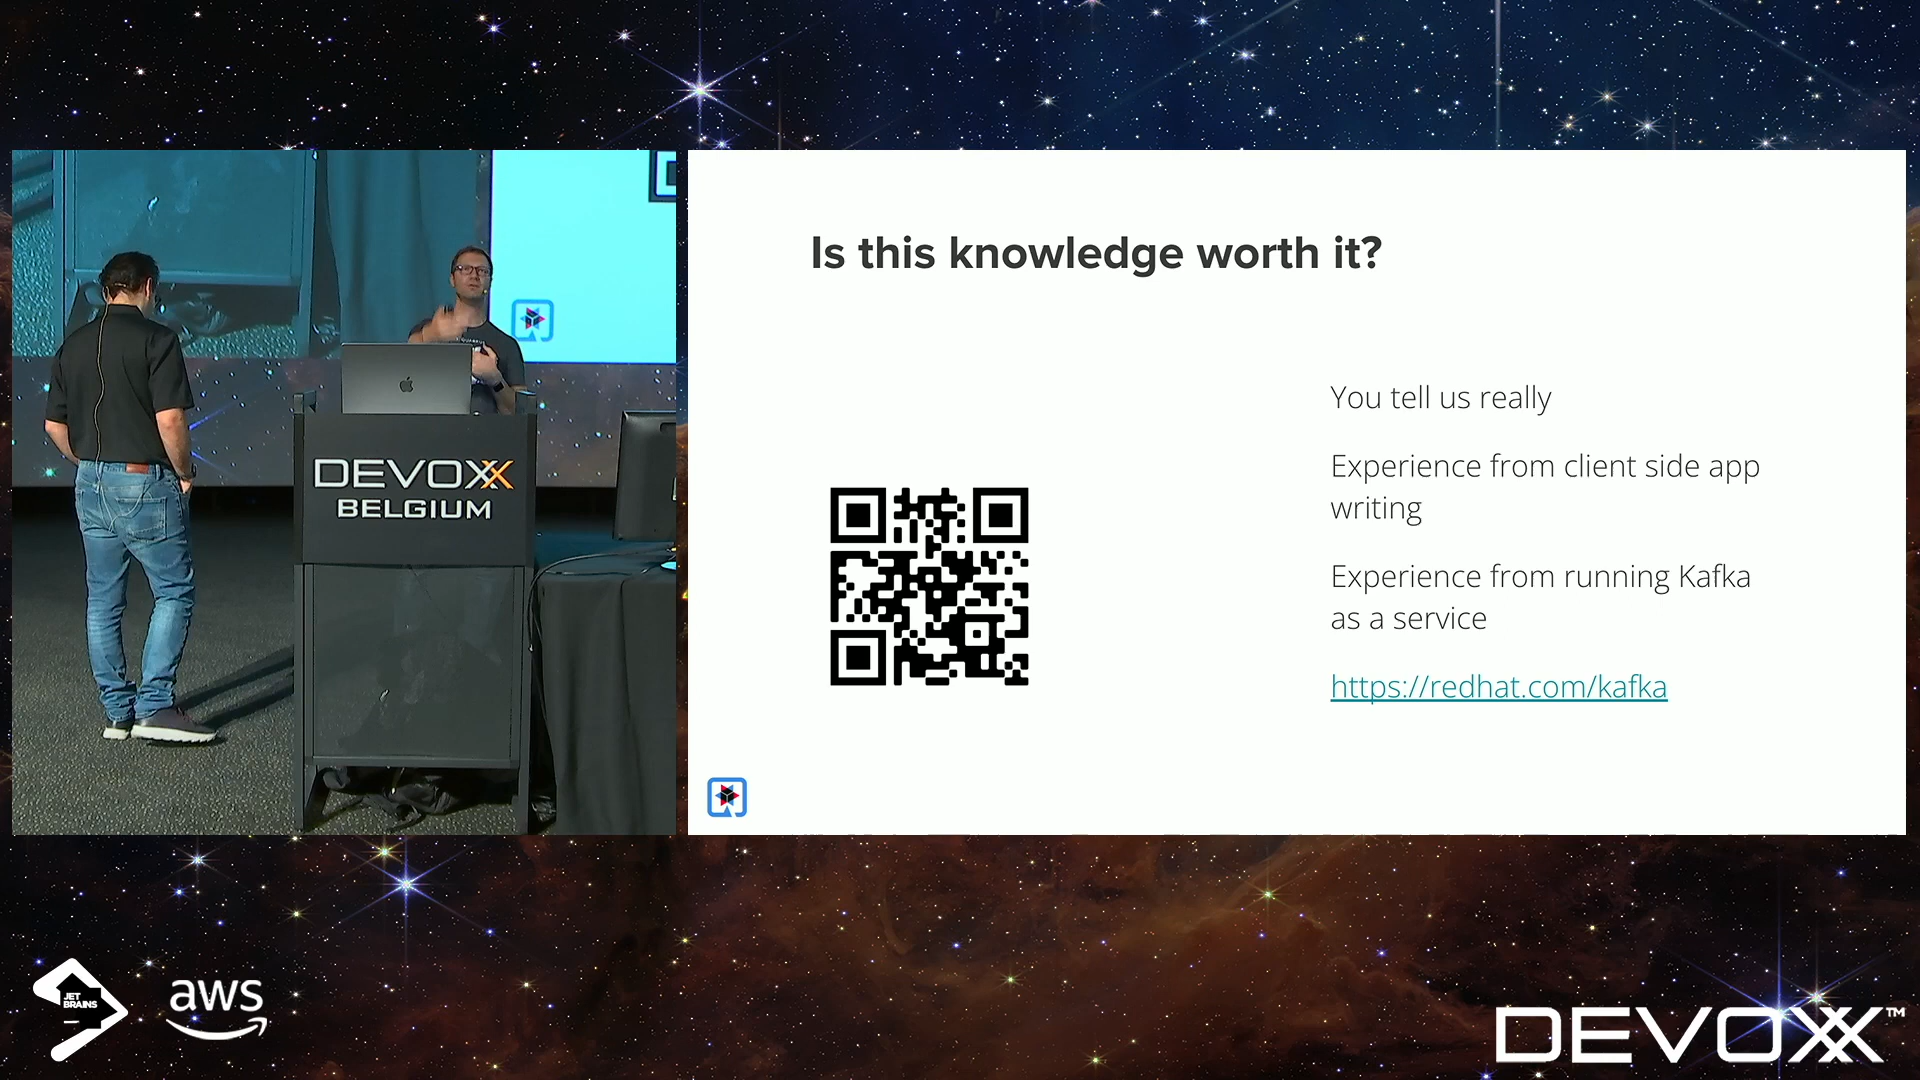 Is this knowledge worth it?
You tell us really
Experience from client side app
writing
Experience from running Kafka
as a service
https://redhat.com/kafka
DEVOXX
BELGIUM
JET
BRAINS
aws
DEVOXX™